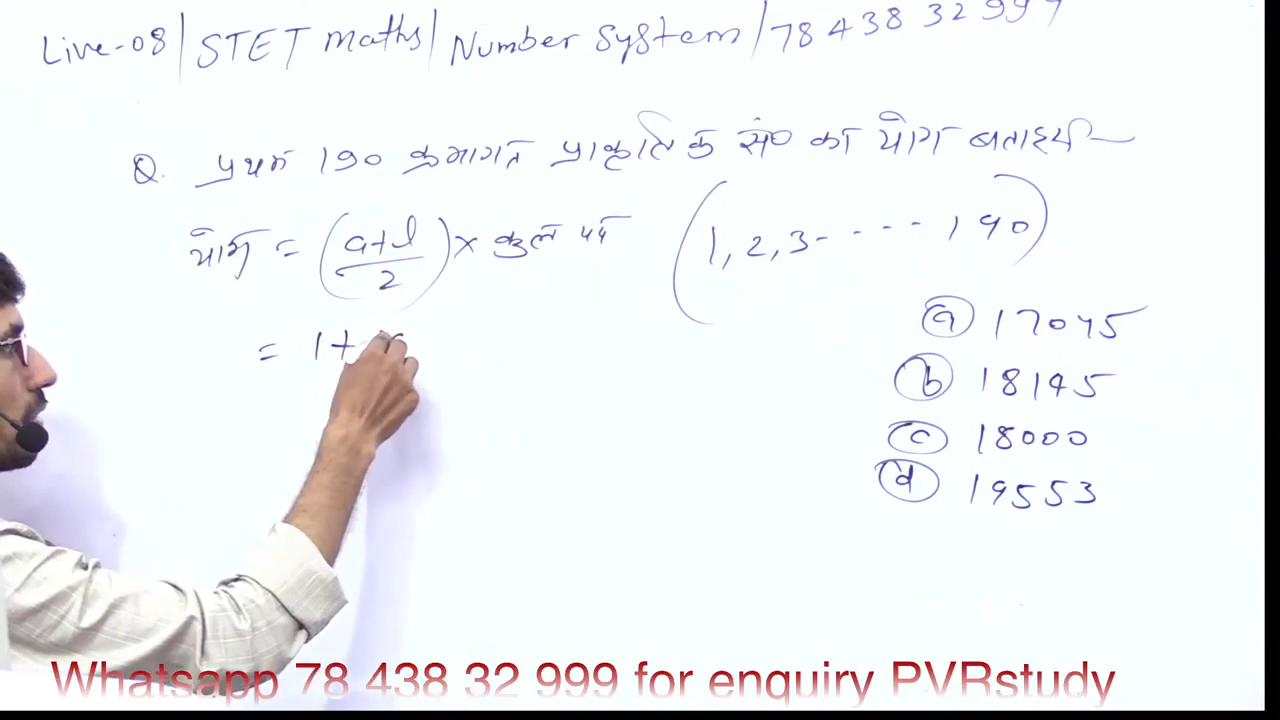 Live-08 | STET maths | Number System | 78 438 32 999
Q. प्रथम 190 क्रमागत प्राकृतिक सं० का योग बताइये—
योग = (a+l/2) × कुल पद (1, 2, 3- - - - - 190)
= 1+
(a) 17045
(b) 18145
(c) 18000
(d) 19553
Whatsapp 78 438 32 999 for enquiry PVRstudy